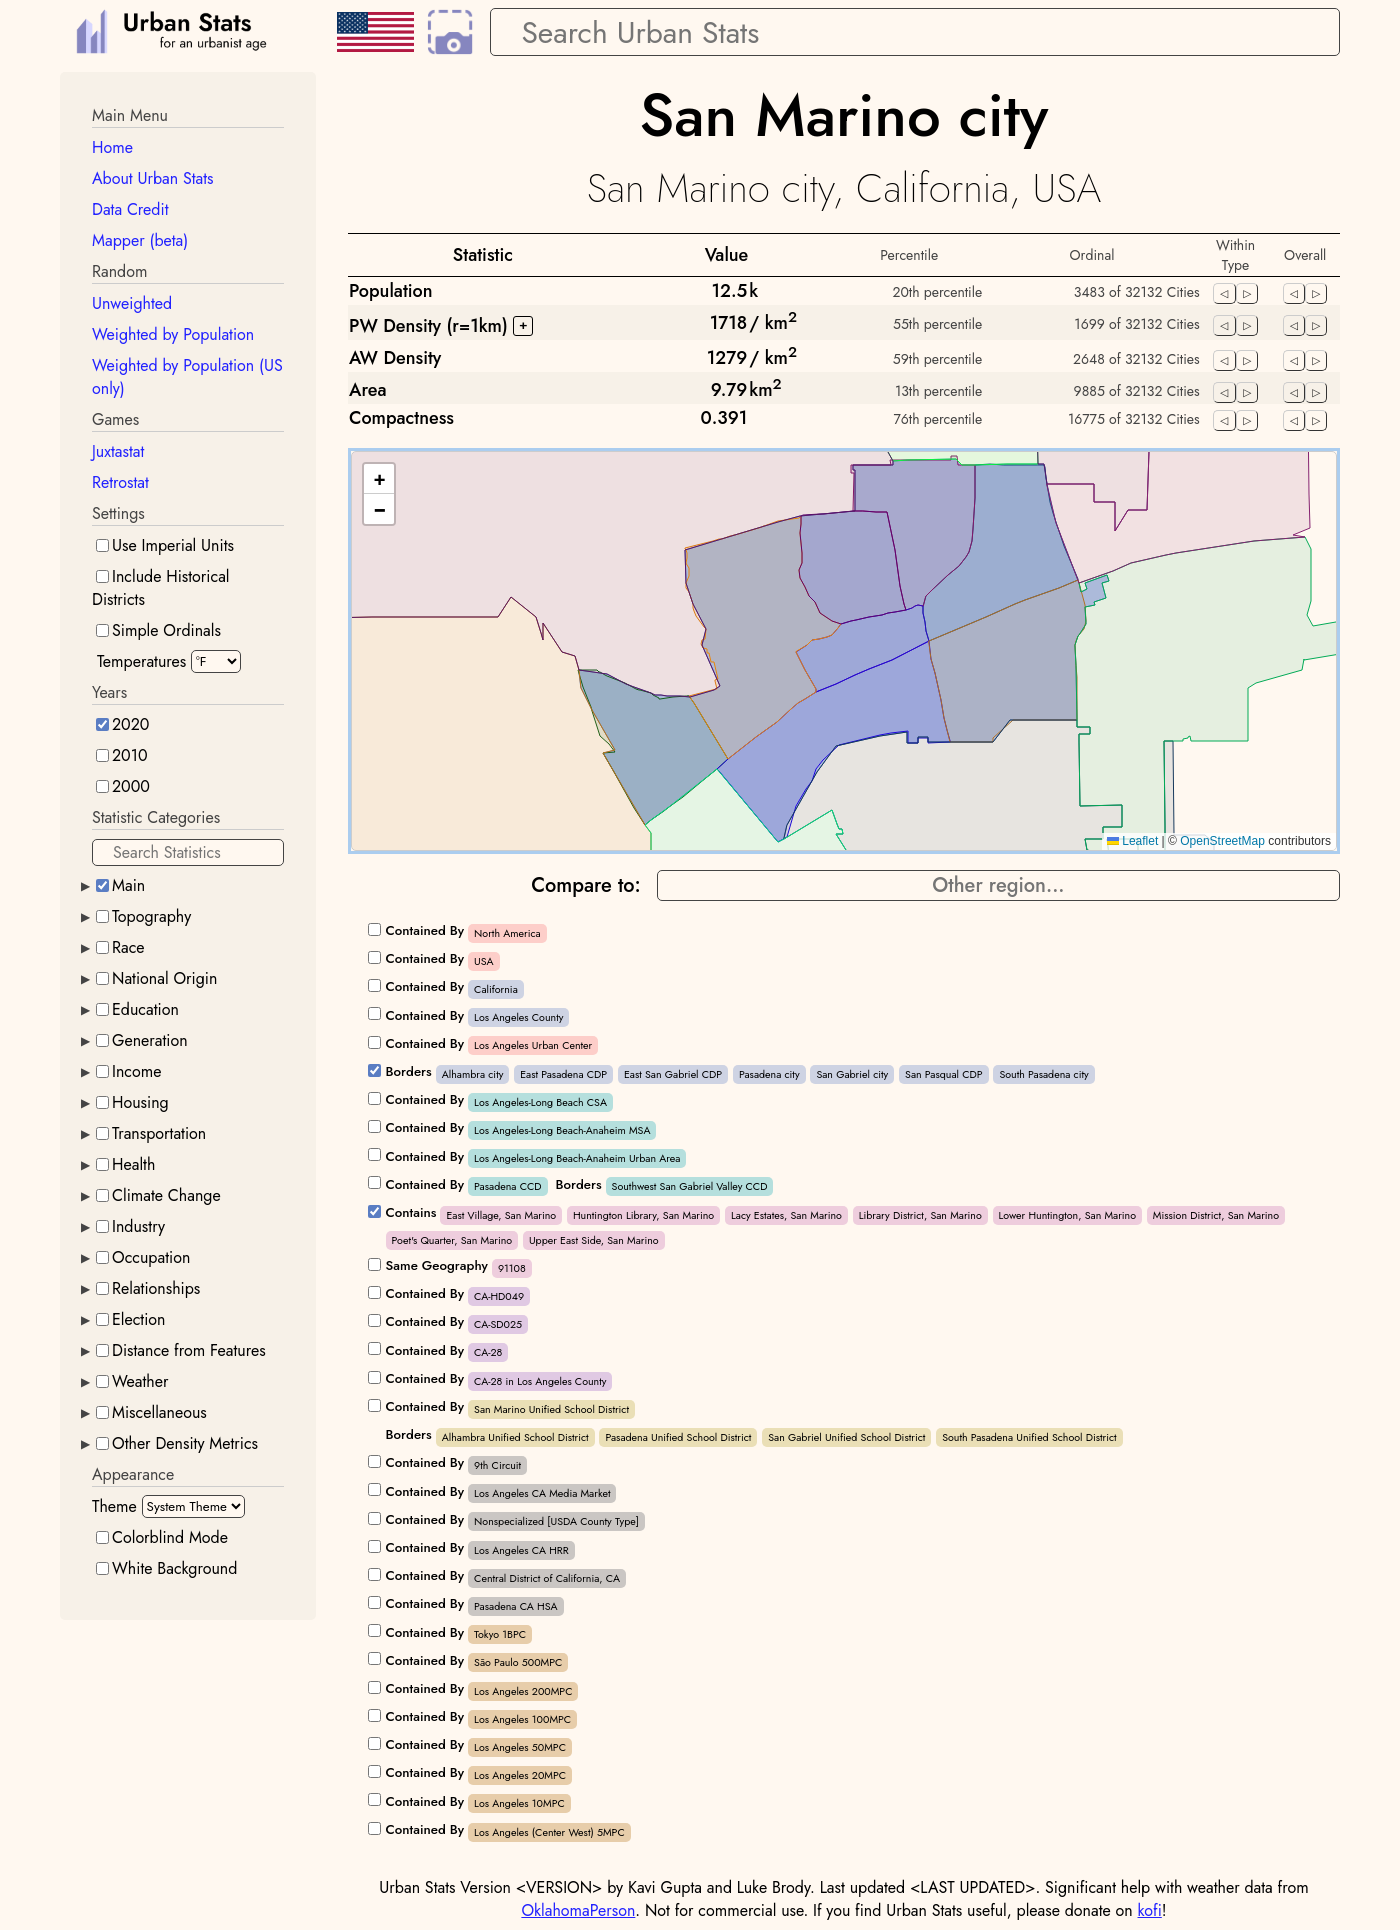 Urban Stats
for an urbanist age
Search Urban Stats
Main Menu
Home
About Urban Stats
Data Credit
Mapper (beta)
Random
Unweighted
Weighted by Population
Weighted by Population (US
only)
Games
Juxtastat
Retrostat
Settings
Use Imperial Units
Include Historical
Districts
Simple Ordinals
Temperatures °F
Years
2020
2010
2000
Statistic Categories
Search Statistics
Main
Topography
Race
National Origin
Education
Generation
Income
Housing
Transportation
Health
Climate Change
Industry
Occupation
Relationships
Election
Distance from Features
Weather
Miscellaneous
Other Density Metrics
Appearance
Theme System Theme
Colorblind Mode
White Background
San Marino city
San Marino city, California, USA
Statistic Value Percentile Ordinal Within Type Overall
Population 12.5k 20th percentile 3483 of 32132 Cities
PW Density (r=1km) + 1718 / km² 55th percentile 1699 of 32132 Cities
AW Density 1279 / km² 59th percentile 2648 of 32132 Cities
Area 9.79 km² 13th percentile 9885 of 32132 Cities
Compactness 0.391 76th percentile 16775 of 32132 Cities
+
−
Leaflet | © OpenStreetMap contributors
Compare to: Other region...
Contained By North America
Contained By USA
Contained By California
Contained By Los Angeles County
Contained By Los Angeles Urban Center
Borders Alhambra city East Pasadena CDP East San Gabriel CDP Pasadena city San Gabriel city San Pasqual CDP South Pasadena city
Contained By Los Angeles-Long Beach CSA
Contained By Los Angeles-Long Beach-Anaheim MSA
Contained By Los Angeles-Long Beach-Anaheim Urban Area
Contained By Pasadena CCD Borders Southwest San Gabriel Valley CCD
Contains East Village, San Marino Huntington Library, San Marino Lacy Estates, San Marino Library District, San Marino Lower Huntington, San Marino Mission District, San Marino
Poet's Quarter, San Marino Upper East Side, San Marino
Same Geography 91108
Contained By CA-HD049
Contained By CA-SD025
Contained By CA-28
Contained By CA-28 in Los Angeles County
Contained By San Marino Unified School District
Borders Alhambra Unified School District Pasadena Unified School District San Gabriel Unified School District South Pasadena Unified School District
Contained By 9th Circuit
Contained By Los Angeles CA Media Market
Contained By Nonspecialized [USDA County Type]
Contained By Los Angeles CA HRR
Contained By Central District of California, CA
Contained By Pasadena CA HSA
Contained By Tokyo 1BPC
Contained By São Paulo 500MPC
Contained By Los Angeles 200MPC
Contained By Los Angeles 100MPC
Contained By Los Angeles 50MPC
Contained By Los Angeles 20MPC
Contained By Los Angeles 10MPC
Contained By Los Angeles (Center West) 5MPC
Urban Stats Version <VERSION> by Kavi Gupta and Luke Brody. Last updated <LAST UPDATED>. Significant help with weather data from
OklahomaPerson. Not for commercial use. If you find Urban Stats useful, please donate on kofi!